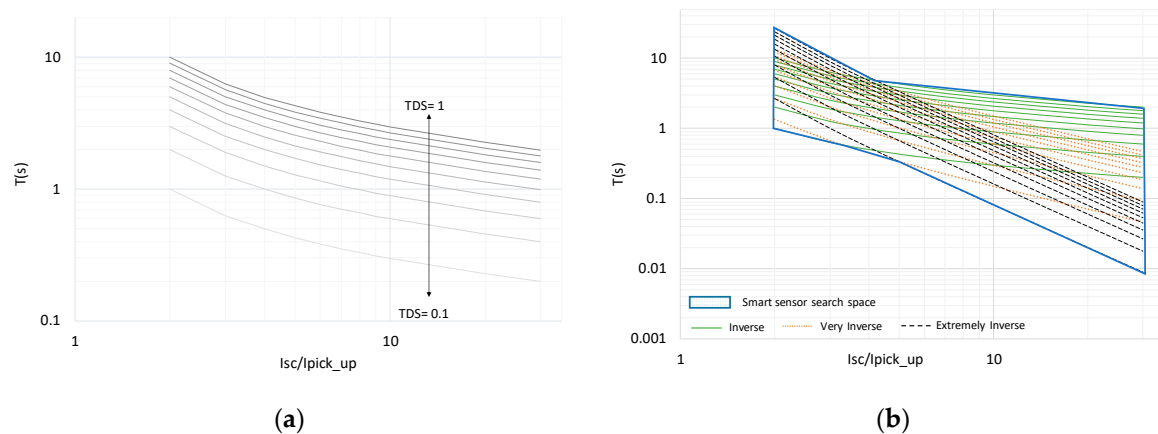 10
TDS= 1
T(s)
1
TDS= 0.1
0.1
1
10
Isc/Ipick_up
(a)
10
1
T(s)
0.1
0.01
Smart sensor search space
Inverse
Very Inverse
Extremely Inverse
0.001
1
10
Isc/Ipick_up
(b)